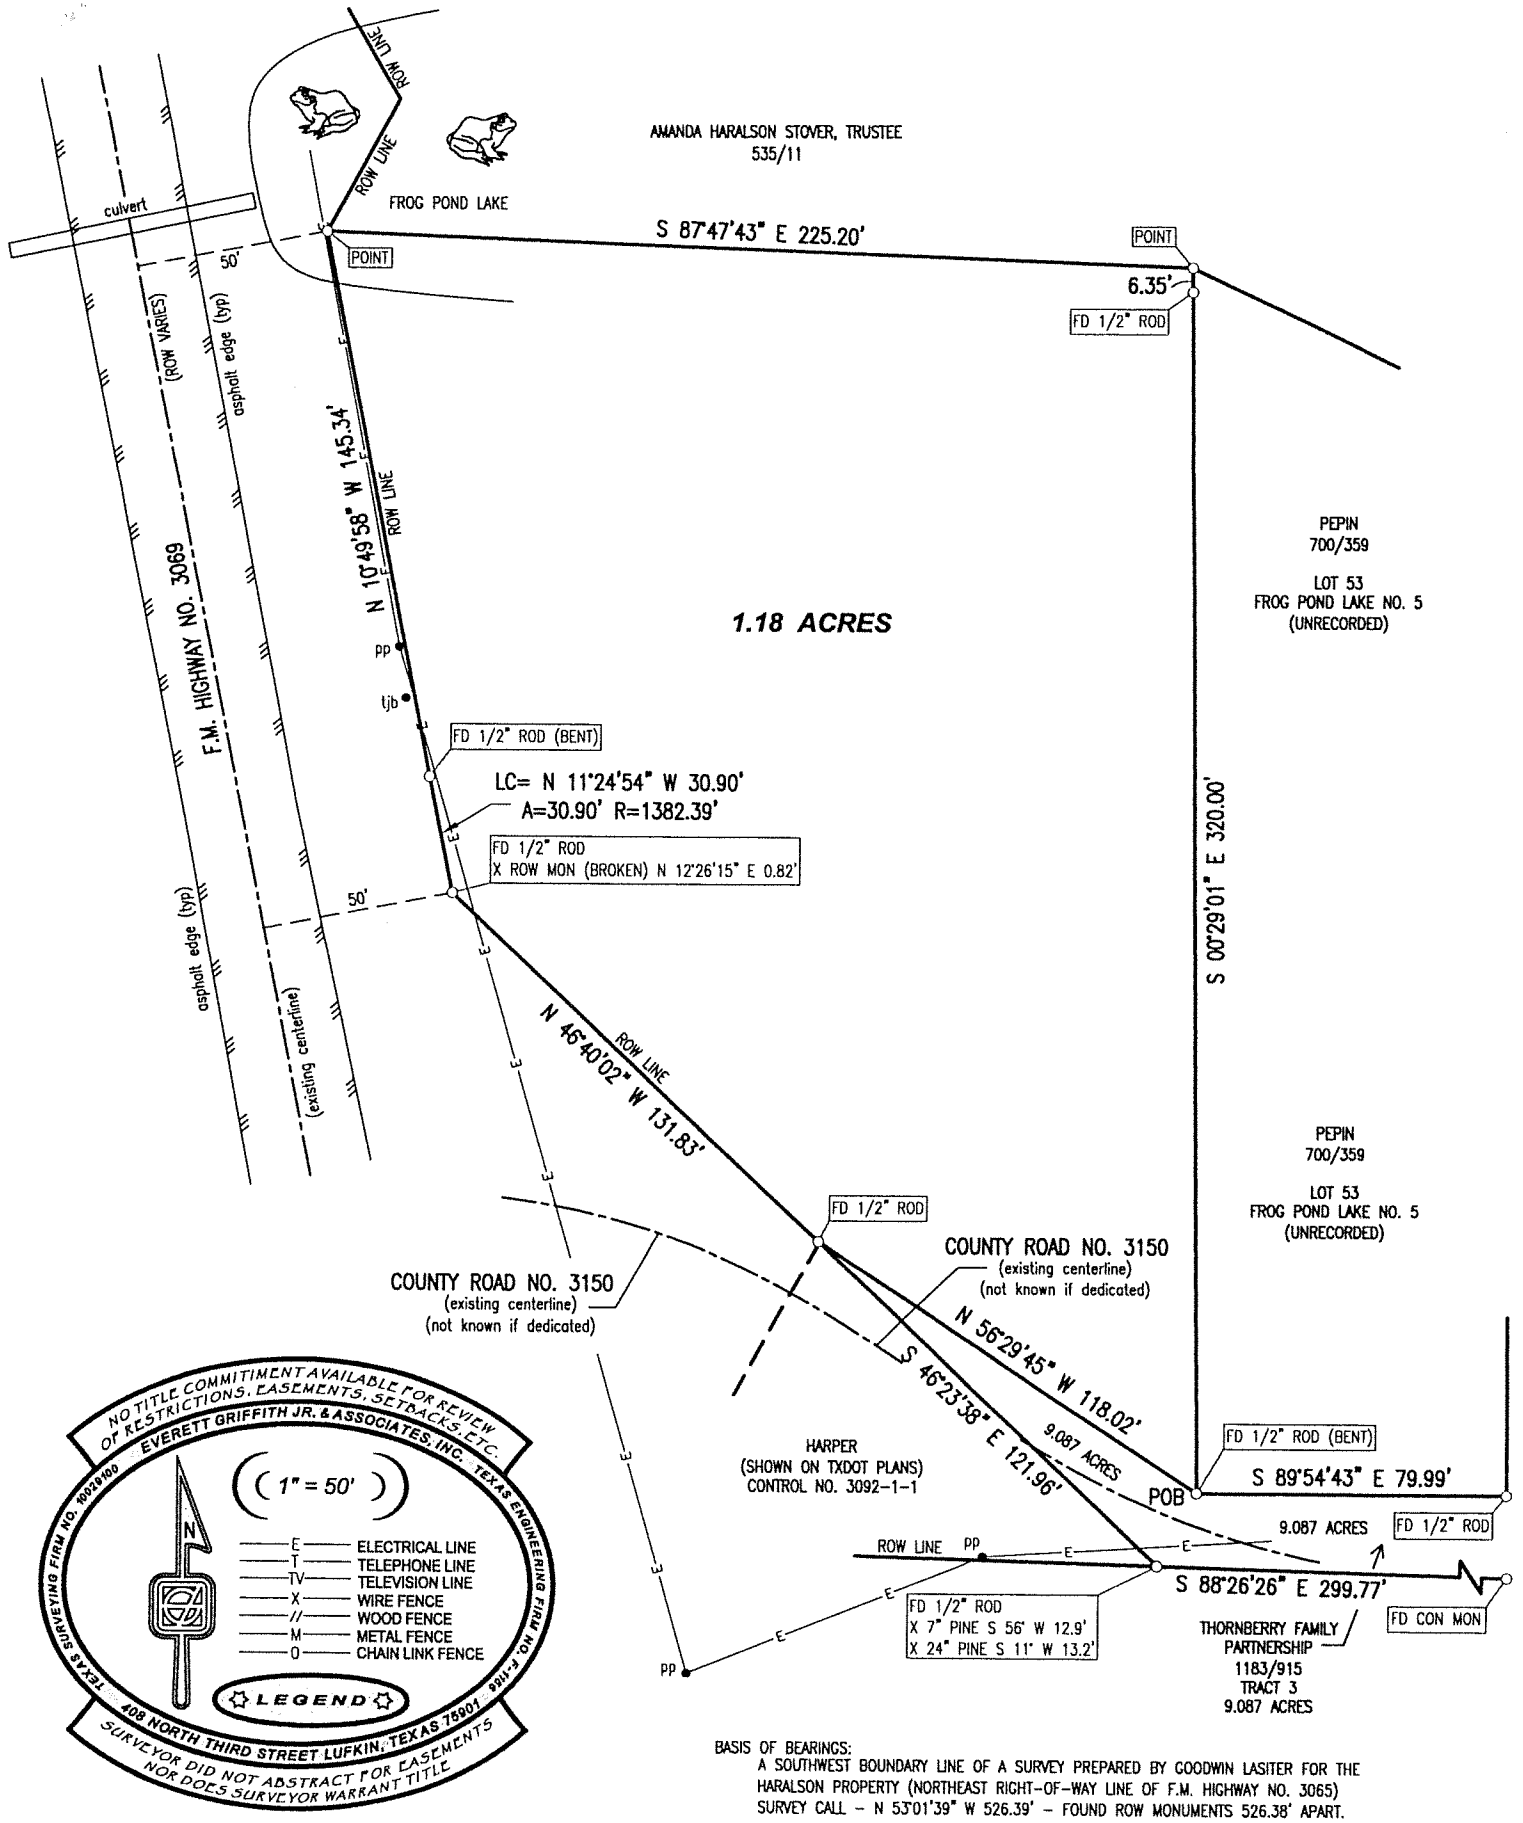 ROW LINE
ROW LINE
AMANDA HARALSON STOVER, TRUSTEE
535/11
FROG POND LAKE
culvert
50'
POINT
S 87°47'43" E 225.20'
POINT
6.35'
FD 1/2" ROD
(ROW VARIES)
asphalt edge (typ)
N 10°49'58" W 145.34'
ROW LINE
E
E
E
E
F.M. HIGHWAY NO. 3069
PEPIN
700/359
LOT 53
FROG POND LAKE NO. 5
(UNRECORDED)
1.18 ACRES
pp
tjb
FD 1/2" ROD (BENT)
LC= N 11°24'54" W 30.90'
A=30.90' R=1382.39'
E
FD 1/2" ROD
X ROW MON (BROKEN) N 12°26'15" E 0.82'
50'
S 00°29'01" E 320.00'
asphalt edge (typ)
(existing centerline)
E
E
E
N 46°40'02" W 131.83'
ROW LINE
PEPIN
700/359
LOT 53
FROG POND LAKE NO. 5
(UNRECORDED)
FD 1/2" ROD
COUNTY ROAD NO. 3150
(existing centerline)
(not known if dedicated)
COUNTY ROAD NO. 3150
(existing centerline)
(not known if dedicated)
N 56°29'45" W 118.02'
S 46°23'38" E 121.96'
9.087 ACRES
HARPER
(SHOWN ON TXDOT PLANS)
CONTROL NO. 3092-1-1
FD 1/2" ROD (BENT)
POB
S 89°54'43" E 79.99'
9.087 ACRES
FD 1/2" ROD
ROW LINE
pp
E
E
E
E
E
E
pp
S 88°26'26" E 299.77'
FD 1/2" ROD
X 7" PINE S 56° W 12.9'
X 24" PINE S 11° W 13.2'
FD CON MON
THORNBERRY FAMILY
PARTNERSHIP
1183/915
TRACT 3
9.087 ACRES
NO TITLE COMMITMENT AVAILABLE FOR REVIEW
OF RESTRICTIONS, EASEMENTS, SETBACKS, ETC.
EVERETT GRIFFITH JR. & ASSOCIATES, INC.
TEXAS ENGINEERING FIRM NO. F-1156
TEXAS SURVEYING FIRM NO. 10029100
408 NORTH THIRD STREET LUFKIN, TEXAS 75901
(1" = 50')
N
E ELECTRICAL LINE
T TELEPHONE LINE
TV TELEVISION LINE
X WIRE FENCE
// WOOD FENCE
M METAL FENCE
O CHAIN LINK FENCE
LEGEND
SURVEYOR DID NOT ABSTRACT FOR EASEMENTS
NOR DOES SURVEYOR WARRANT TITLE
BASIS OF BEARINGS:
A SOUTHWEST BOUNDARY LINE OF A SURVEY PREPARED BY GOODWIN LASITER FOR THE
HARALSON PROPERTY (NORTHEAST RIGHT-OF-WAY LINE OF F.M. HIGHWAY NO. 3065)
SURVEY CALL - N 53°01'39" W 526.39' - FOUND ROW MONUMENTS 526.38' APART.